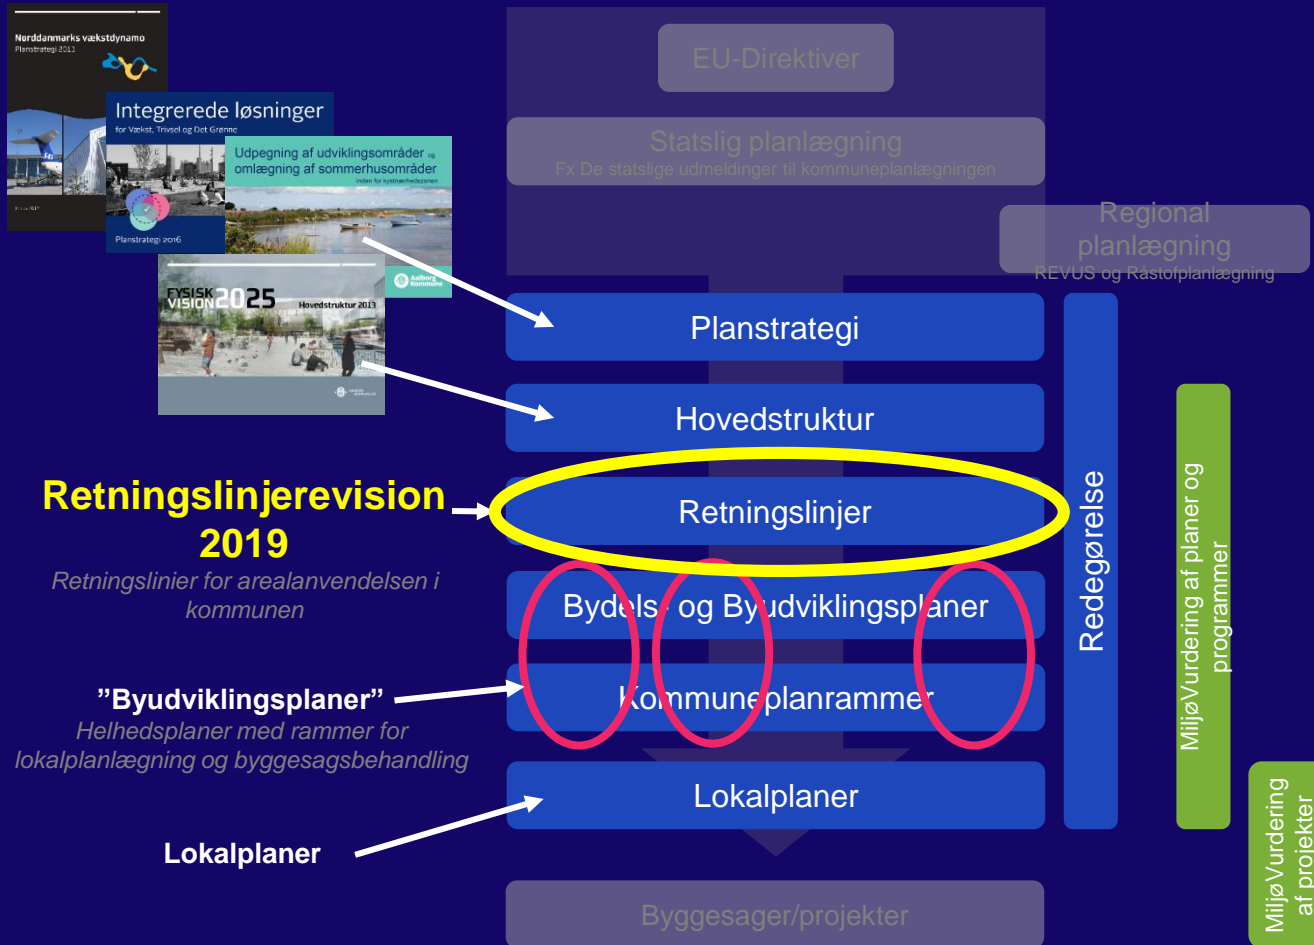 Norddanmarks vækstdynamo
Planstrategi 2011
Integrerede løsninger
for Vækst, Trivsel og Det Grønne
Planstrategi 2016
Udpegning af udviklingsområder og
omlægning af sommerhusområder
inden for kystnærhedszonen
Aalborg
Kommune
FYSISK
VISION 2025
Hovedstruktur 2013
EU-Direktiver
Statslig planlægning
Fx De statslige udmeldinger til kommuneplanlægningen
Regional
planlægning
REVUS og Råstofplanlægning
Planstrategi
Hovedstruktur
Retningslinjerevision
2019
Retningslinier for arealanvendelsen i
kommunen
Retningslinjer
Bydels- og Byudviklingsplaner
”Byudviklingsplaner”
Helhedsplaner med rammer for
lokalplanlægning og byggesagsbehandling
Kommuneplanrammer
Lokalplaner
Lokalplaner
Byggesager/projekter
Redegørelse
MiljøVurdering af planer og
programmer
MiljøVurdering
af projekter